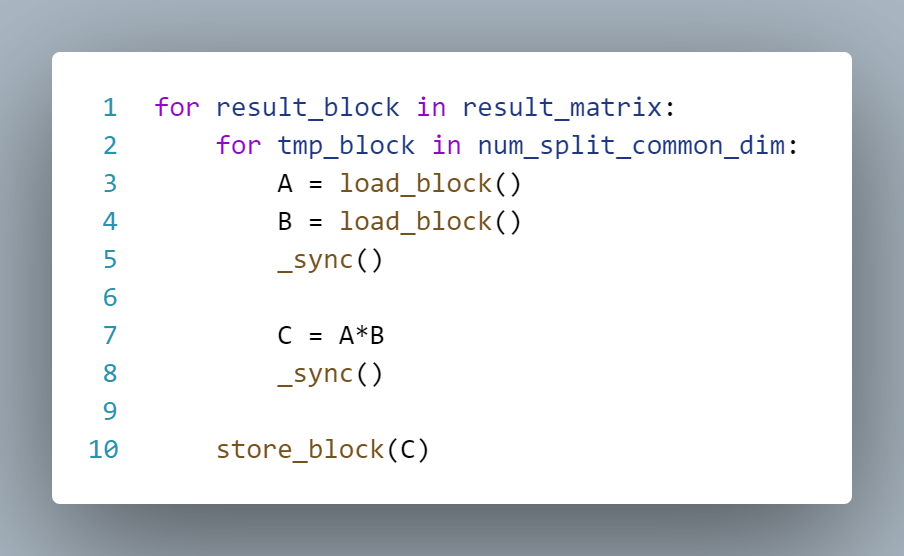 1 for result_block in result_matrix:
2     for tmp_block in num_split_common_dim:
3         A = load_block()
4         B = load_block()
5         _sync()
6
7         C = A*B
8         _sync()
9
10     store_block(C)